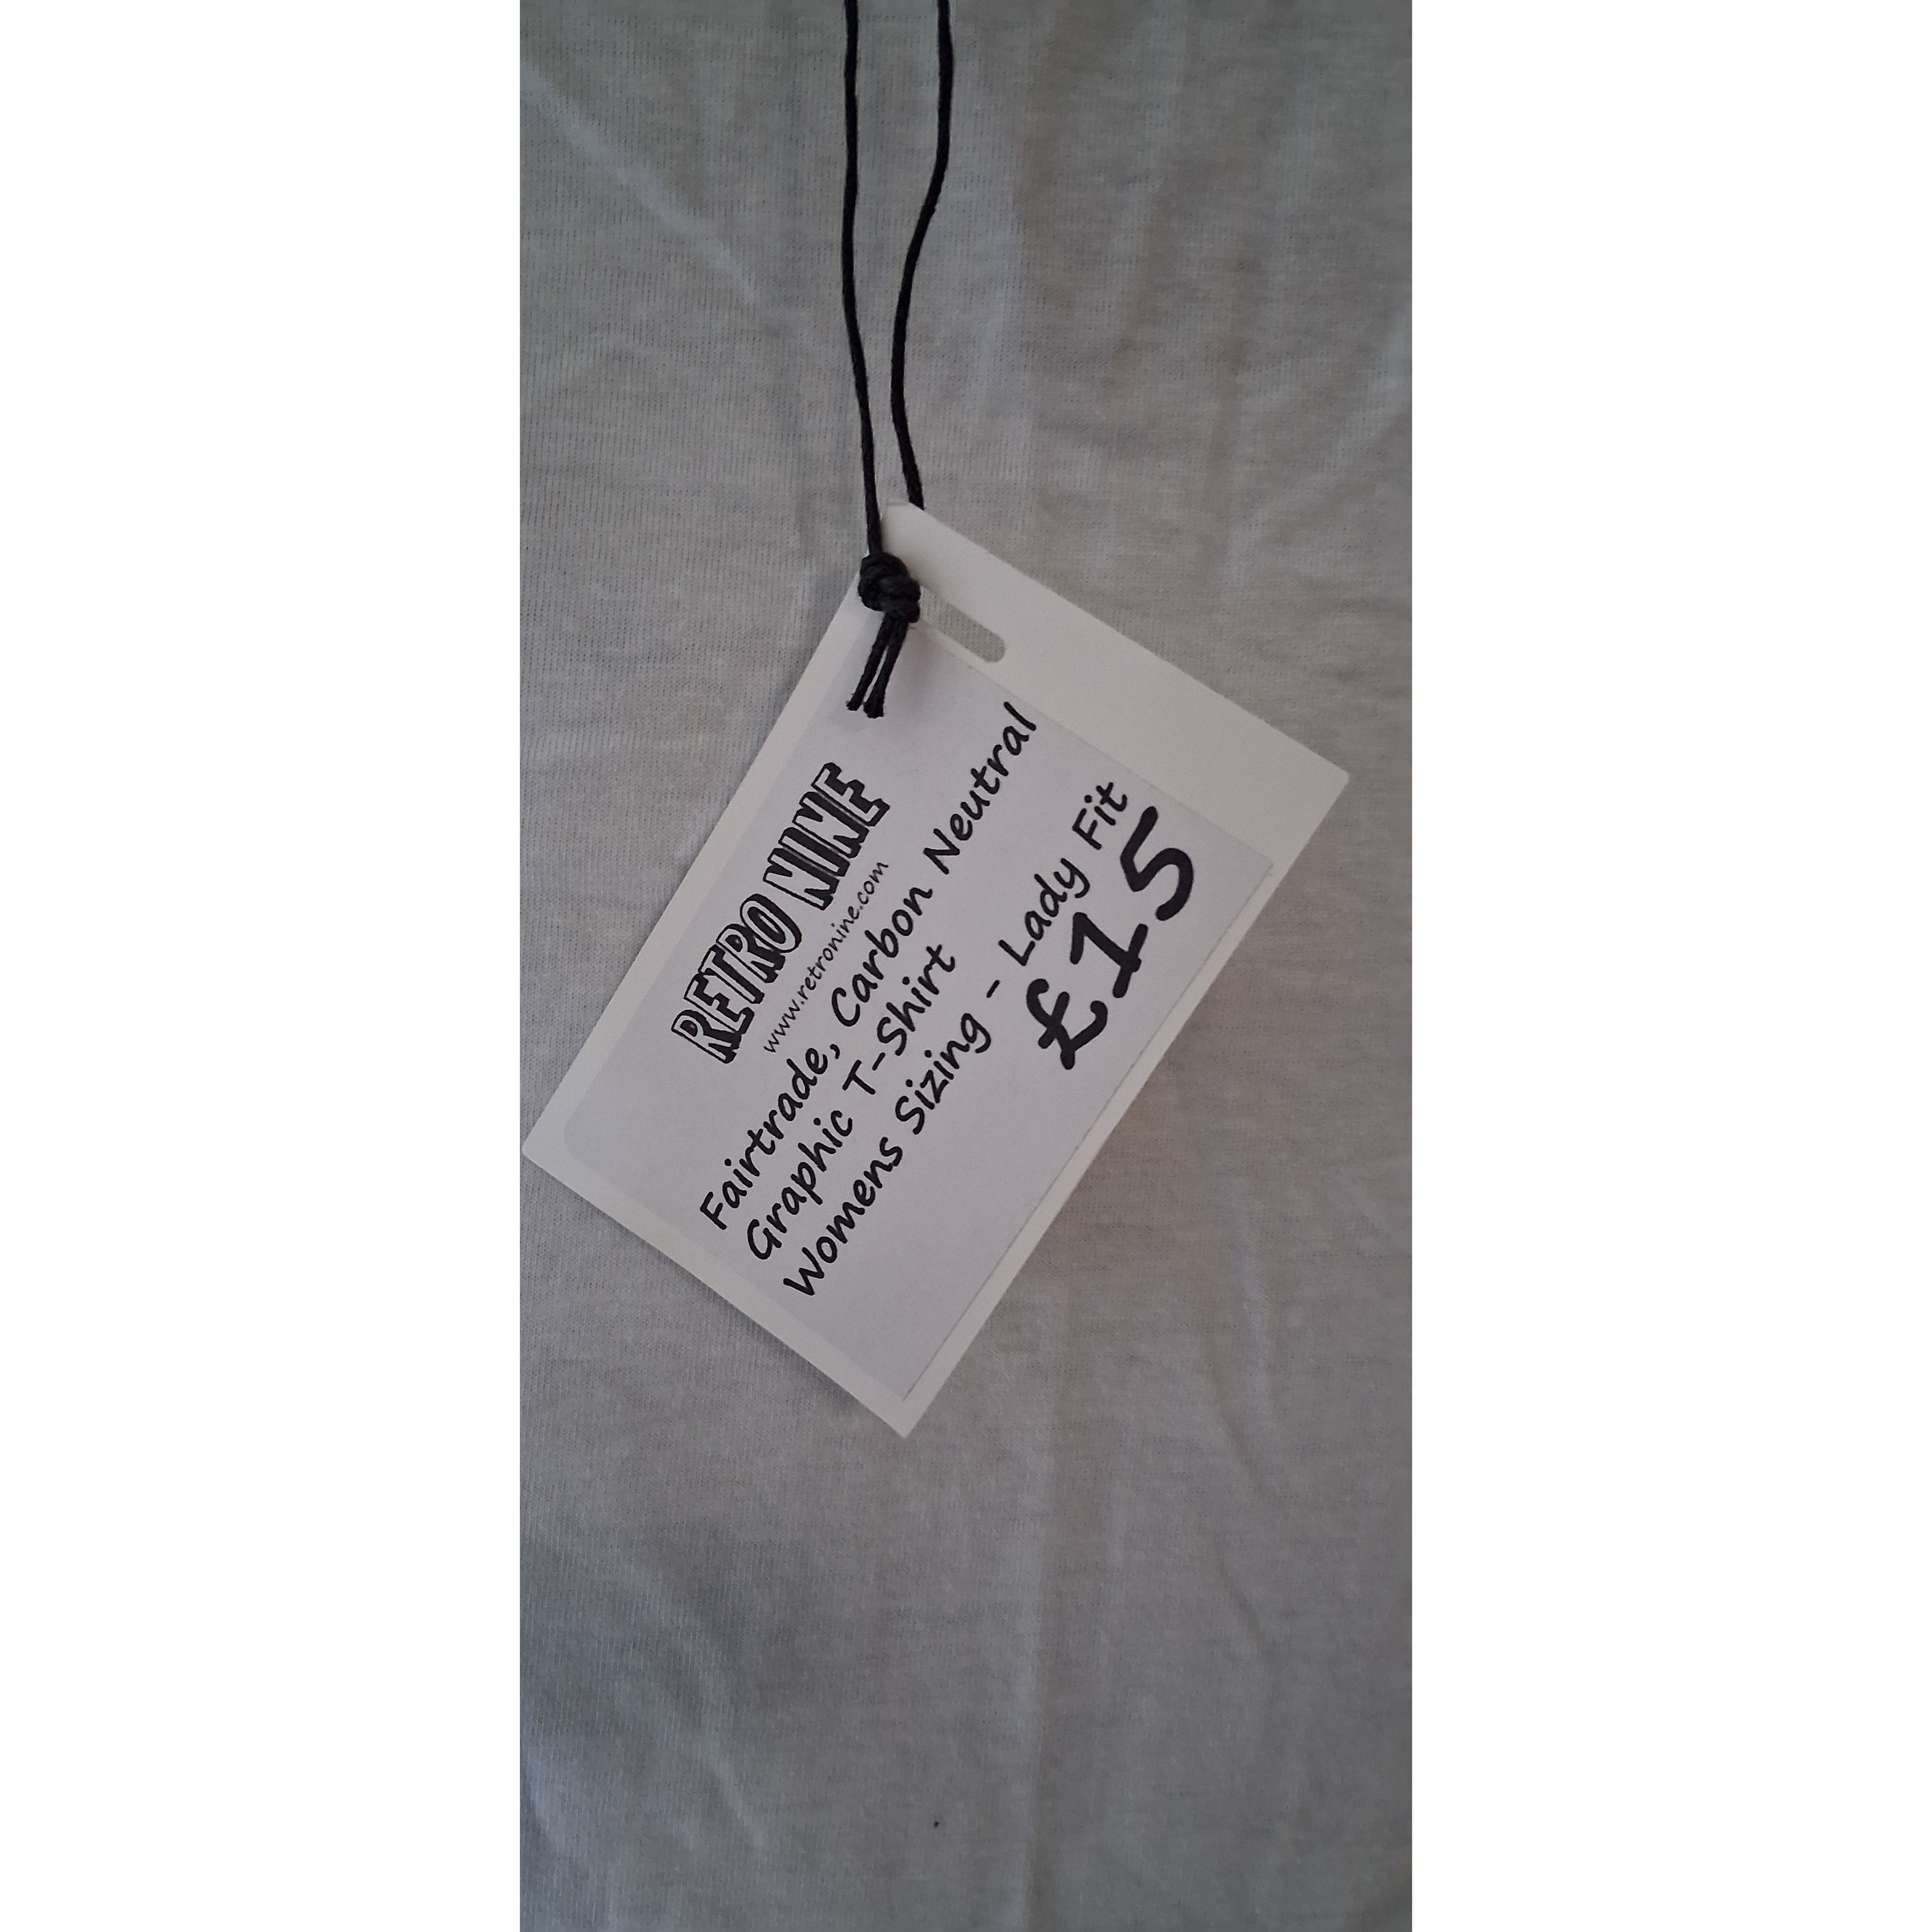 RETRO NINE
www.retronine.com
Fairtrade, Carbon Neutral
Graphic T-Shirt
Womens Sizing - Lady Fit
£15